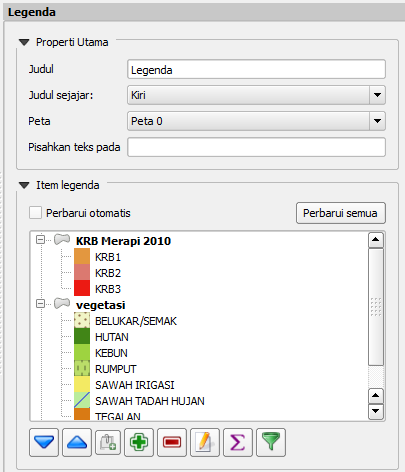 Legenda
Properti Utama
Judul Legenda
Judul sejajar: Kiri
Peta Peta 0
Pisahkan teks pada
Item legenda
Perbarui otomatis Perbarui semua
KRB Merapi 2010
KRB1
KRB2
KRB3
vegetasi
BELUKAR/SEMAK
HUTAN
KEBUN
RUMPUT
SAWAH IRIGASI
SAWAH TADAH HUJAN
TEGALAN